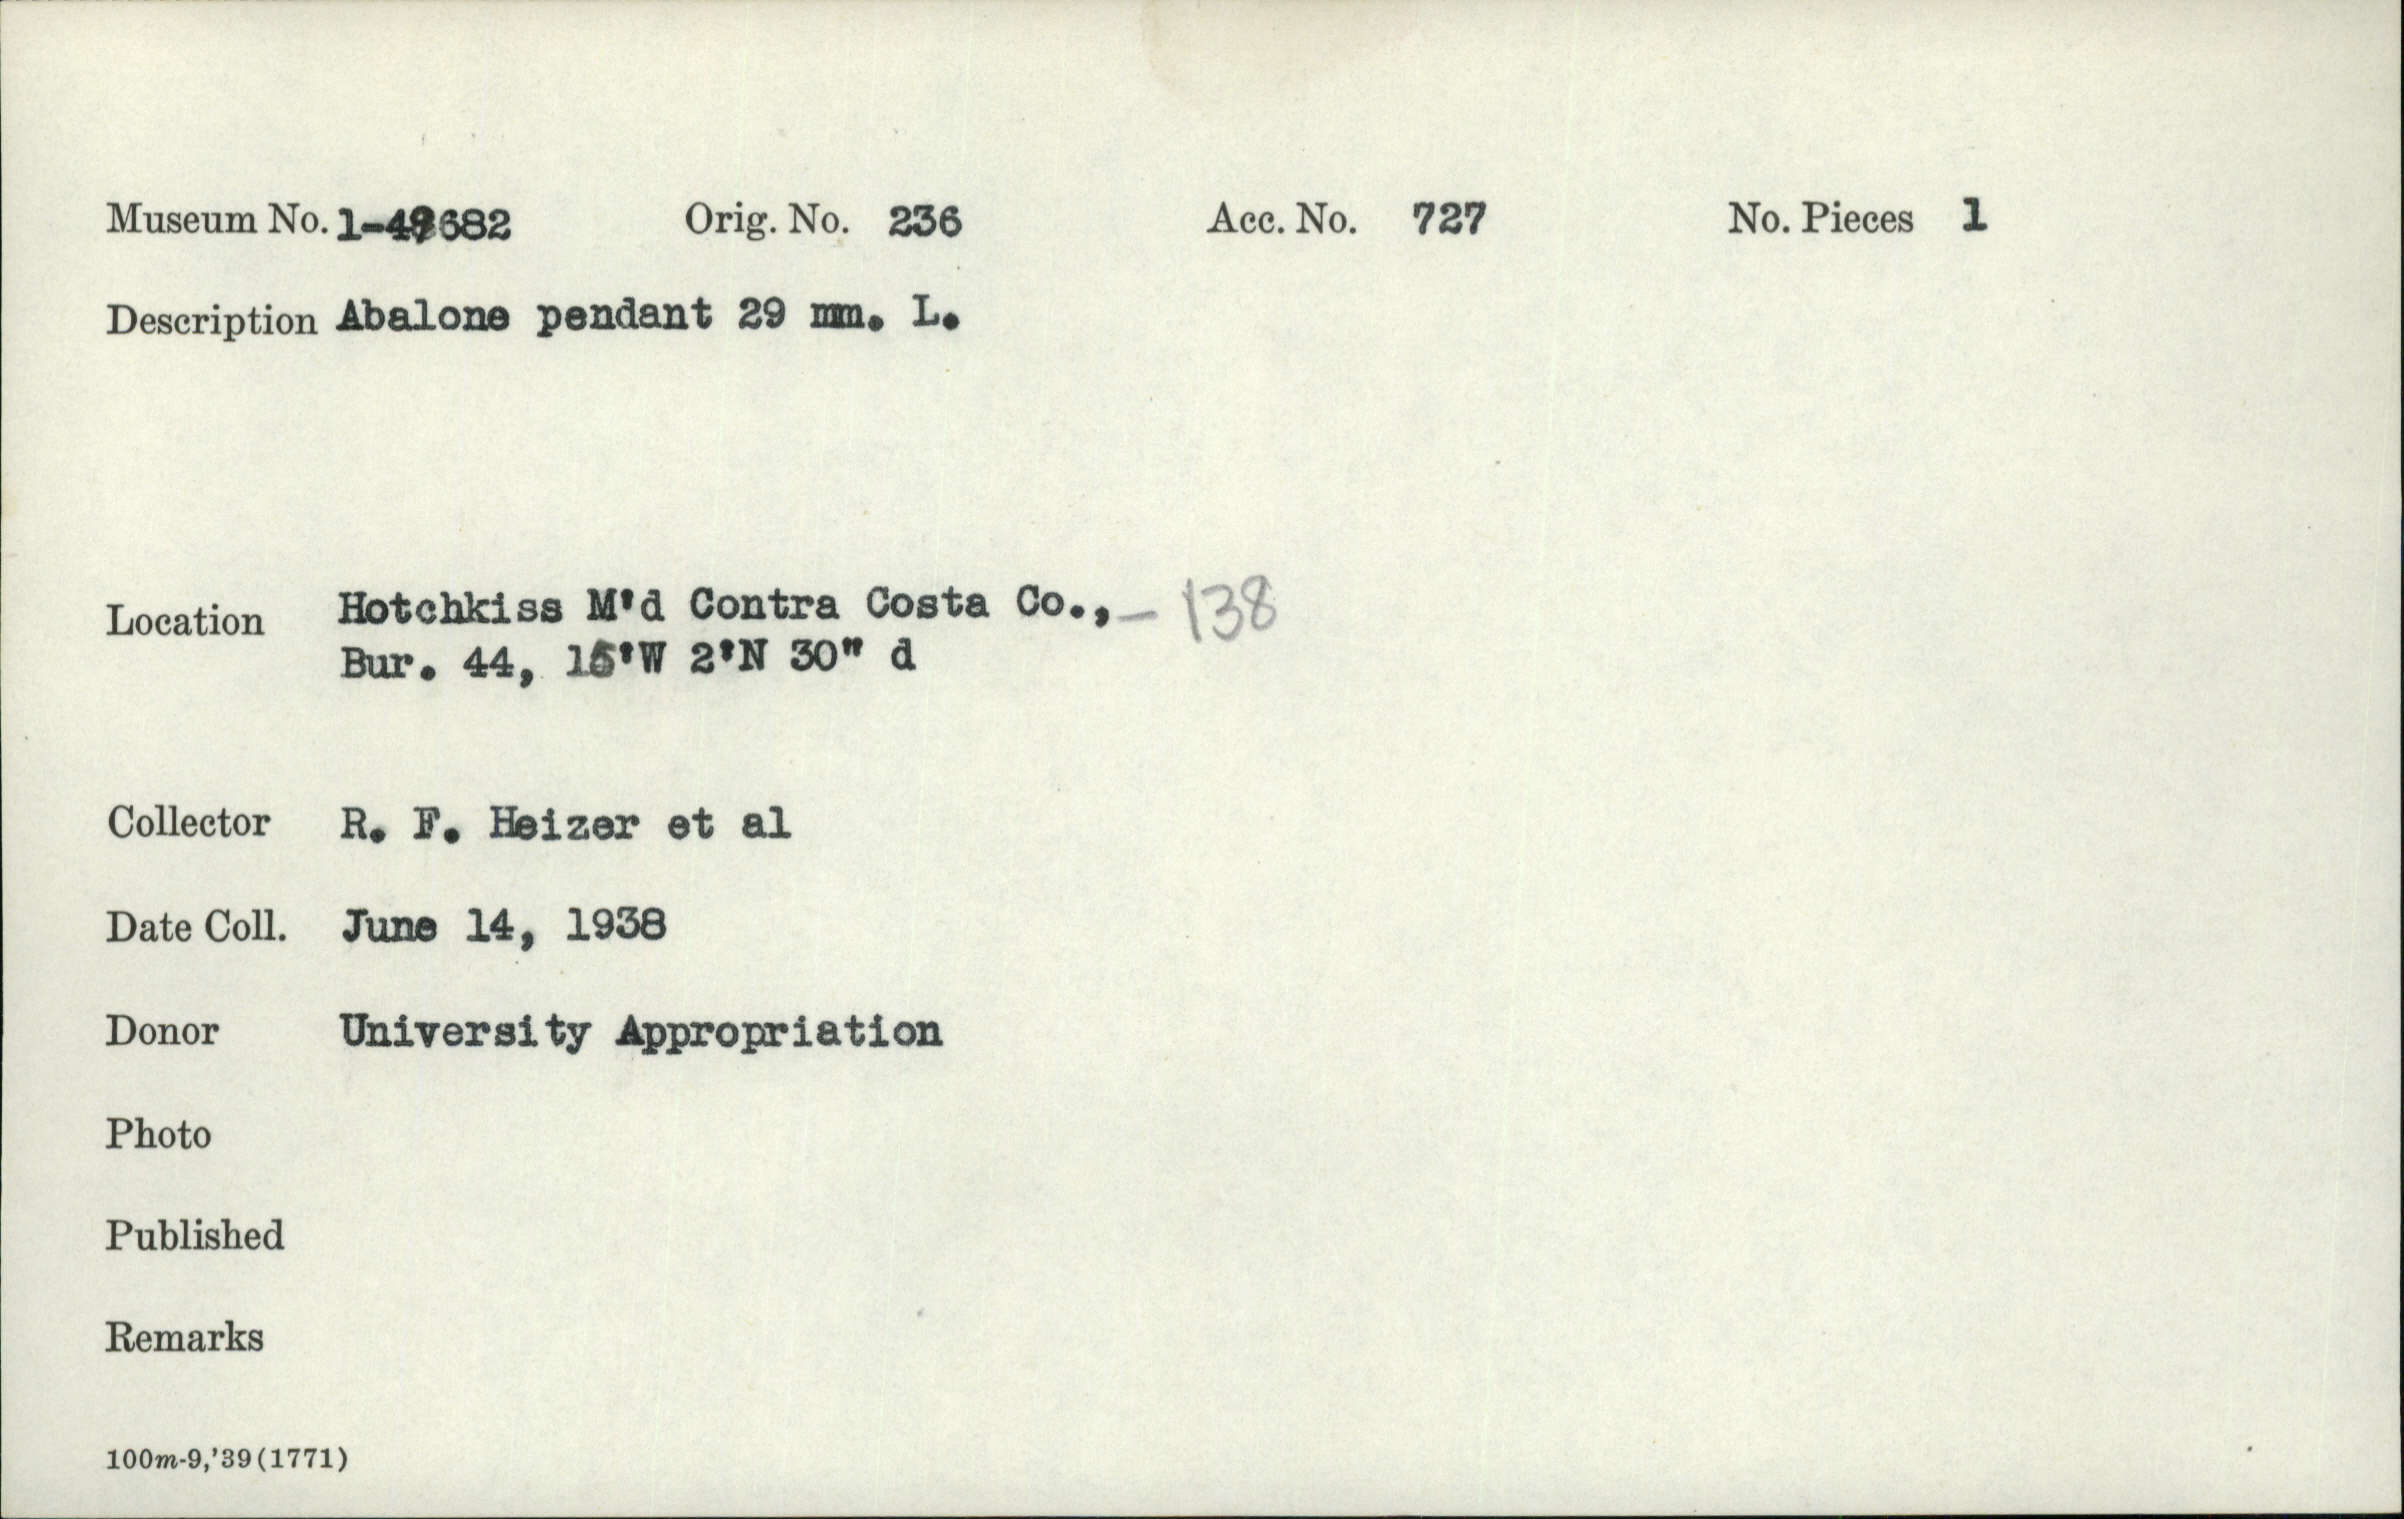 Museum No. 1-49682 Orig. No. 236 Acc. No. 727 No. Pieces 1
Description Abalone pendant 29 mm. L.
Location Hotchkiss M'd Contra Costa Co., – 138
Bur. 44, 15'W 2'N 30" d
Collector R. F. Heizer et al
Date Coll. June 14, 1938
Donor University Appropriation
Photo
Published
Remarks
100m-9,'39(1771)